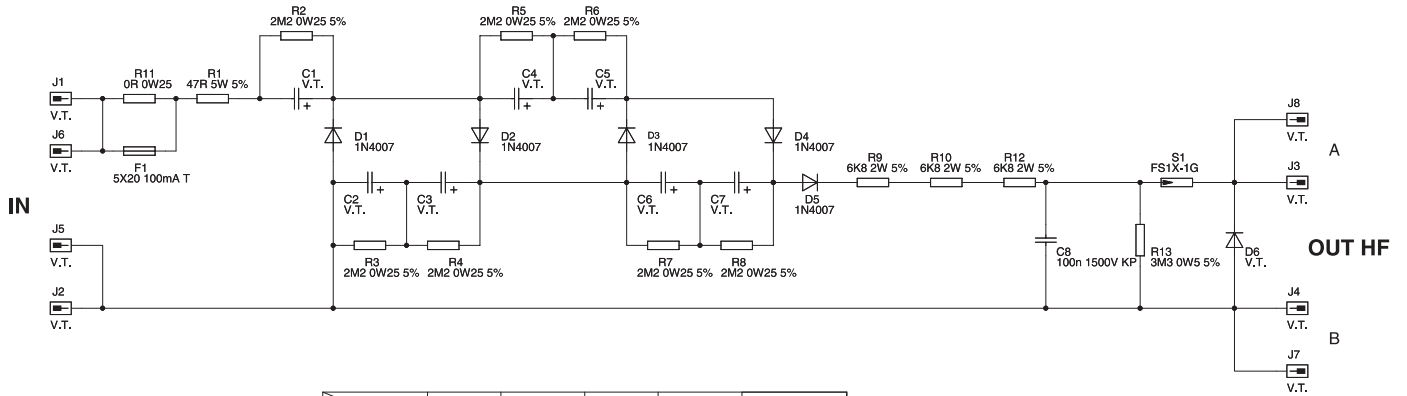 R2
2M2 0W25 5%
R5
2M2 0W25 5%
R6
2M2 0W25 5%
J1
V.T.
R11
0R 0W25
R1
47R 5W 5%
C1
V.T.
+
C4
V.T.
+
C5
V.T.
+
J6
V.T.
F1
5X20 100mA T
D1
1N4007
D2
1N4007
D3
1N4007
D4
1N4007
J8
V.T.
A
R9
6K8 2W 5%
R10
6K8 2W 5%
R12
6K8 2W 5%
S1
FS1X-1G
J3
V.T.
D5
1N4007
+
C2
V.T.
+
C3
V.T.
+
C6
V.T.
+
C7
V.T.
IN
J5
V.T.
R3
2M2 0W25 5%
R4
2M2 0W25 5%
R7
2M2 0W25 5%
R8
2M2 0W25 5%
C8
100n 1500V KP
R13
3M3 0W5 5%
D6
V.T.
OUT HF
J2
V.T.
J4
V.T.
B
J7
V.T.